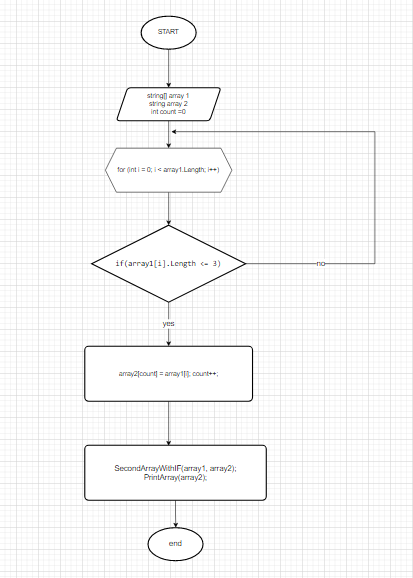 START
string[] array 1
string array 2
int count =0
for (int i = 0; i < array1.Length; i++)
if(array1[i].Length <= 3)
no
yes
array2[count] = array1[i]; count++;
SecondArrayWithIF(array1, array2);
PrintArray(array2);
end